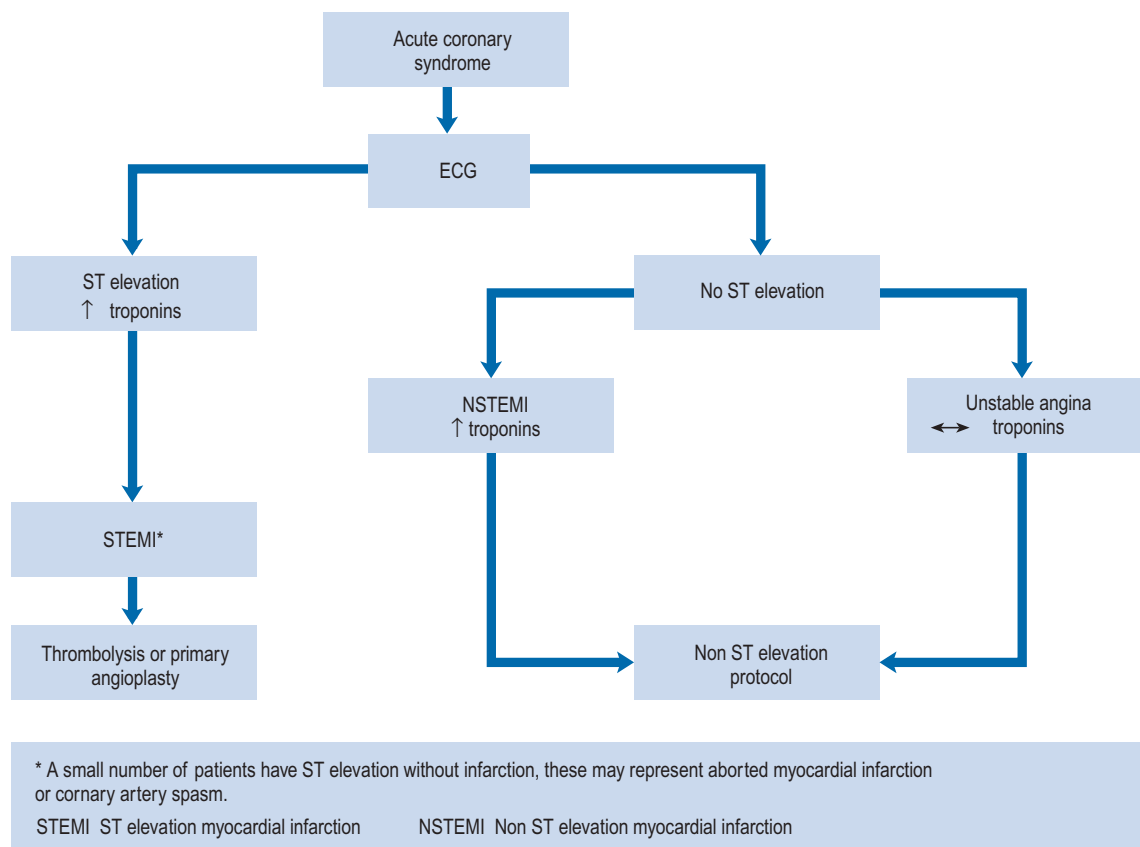 Acute coronary
syndrome
ECG
ST elevation
↑ troponins
No ST elevation
NSTEMI
↑ troponins
Unstable angina
↔ troponins
STEMI*
Thrombolysis or primary
angioplasty
Non ST elevation
protocol
* A small number of patients have ST elevation without infarction, these may represent aborted myocardial infarction
or cornary artery spasm.
STEMI ST elevation myocardial infarction NSTEMI Non ST elevation myocardial infarction